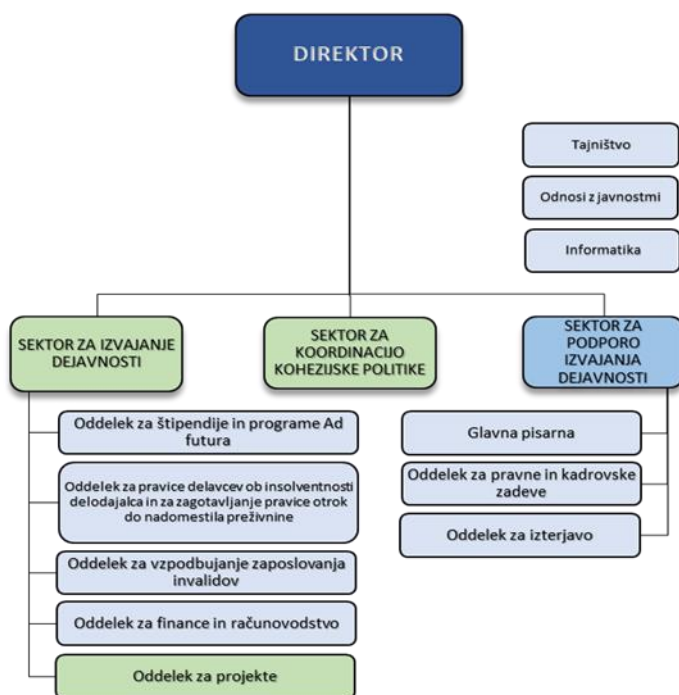 DIREKTOR
Tajništvo
Odnosi z javnostmi
Informatika
SEKTOR ZA IZVAJANJE
DEJAVNOSTI
SEKTOR ZA
KOORDINACIJO
KOHEZIJSKE POLITIKE
SEKTOR ZA
PODPORO
IZVAJANJA
DEJAVNOSTI
Oddelek za štipendije in programe Ad
futura
Oddelek za pravice delavcev ob insolventnosti
delodajalca in za zagotavljanje pravice otrok
do nadomestila preživnine
Oddelek za vzpodbujanje zaposlovanja
invalidov
Oddelek za finance in računovodstvo
Oddelek za projekte
Glavna pisarna
Oddelek za pravne in kadrovske
zadeve
Oddelek za izterjavo